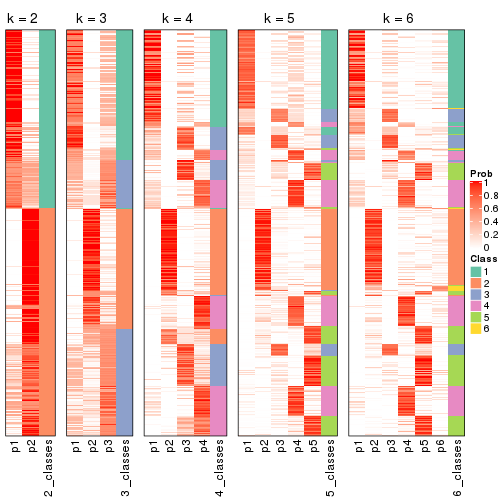 k = 2
k = 3
k = 4
k = 5
k = 6
Prob
1
0.8
0.6
0.4
0.2
0
Class
1
2
3
4
5
6
p1
p2
2_classes
p1
p2
p3
3_classes
p1
p2
p3
p4
4_classes
p1
p2
p3
p4
p5
5_classes
p1
p2
p3
p4
p5
p6
6_classes